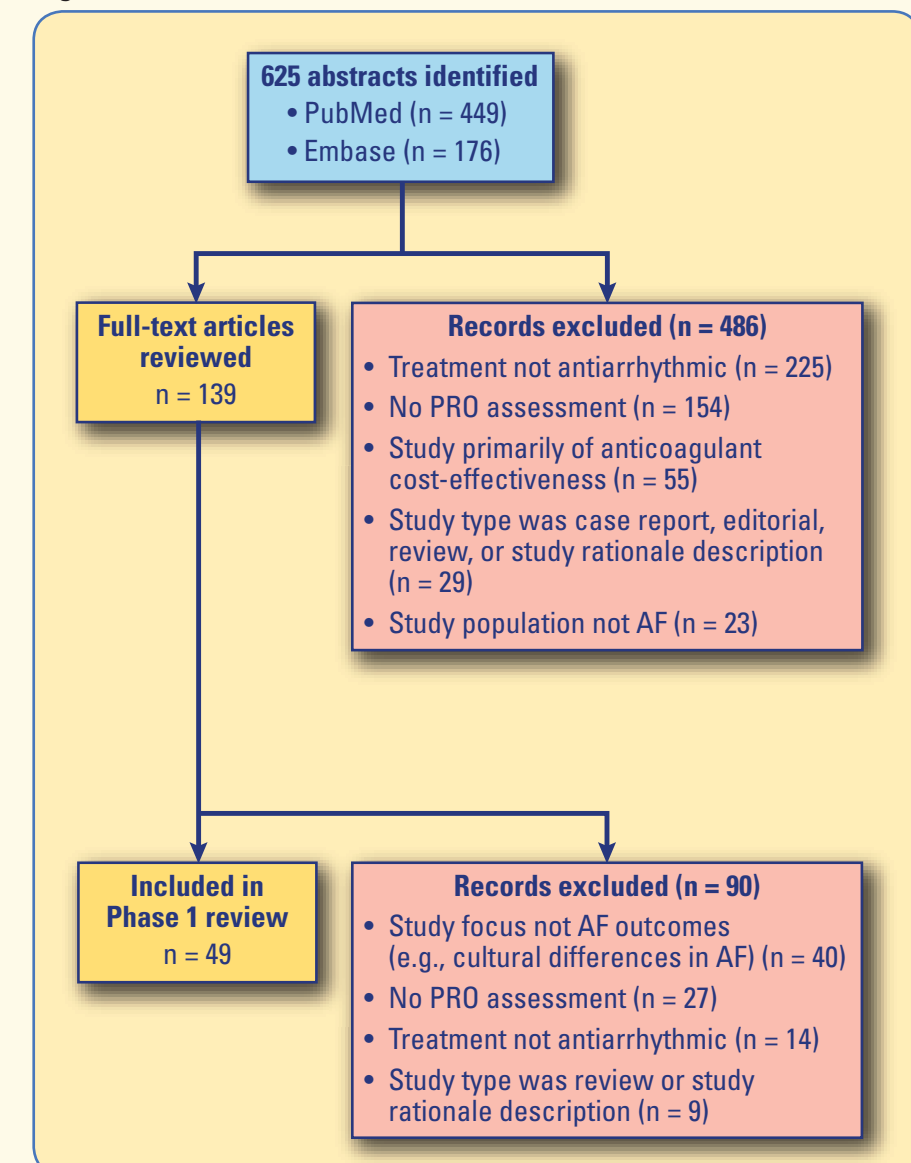 625 abstracts identified
• PubMed (n = 449)
• Embase (n = 176)
Full-text articles
reviewed
n = 139
Records excluded (n = 486)
• Treatment not antiarrhythmic (n = 225)
• No PRO assessment (n = 154)
• Study primarily of anticoagulant
cost-effectiveness (n = 55)
• Study type was case report, editorial,
review, or study rationale description
(n = 29)
• Study population not AF (n = 23)
Included in
Phase 1 review
n = 49
Records excluded (n = 90)
• Study focus not AF outcomes
(e.g., cultural differences in AF) (n = 40)
• No PRO assessment (n = 27)
• Treatment not antiarrhythmic (n = 14)
• Study type was review or study
rationale description (n = 9)